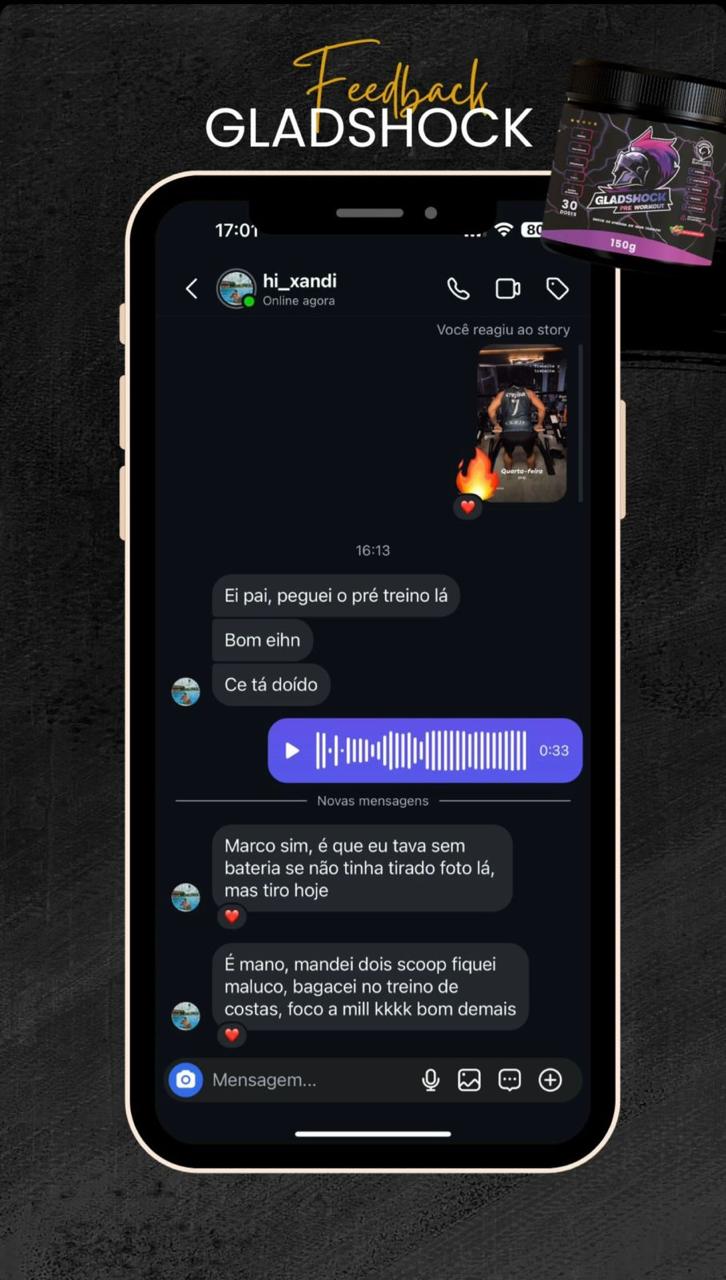 Feedback
GLADSHOCK
GLADSHOCK
PRE WORKOUT
30
DOSES
150g
17:01
80
hi_xandi
Online agora
Você reagiu ao story
Quarta-feira
16:13
Ei pai, peguei o pré treino lá
Bom eihn
Ce tá doído
0:33
Novas mensagens
Marco sim, é que eu tava sem
bateria se não tinha tirado foto lá,
mas tiro hoje
É mano, mandei dois scoop fiquei
maluco, bagacei no treino de
costas, foco a mill kkkk bom demais
Mensagem...